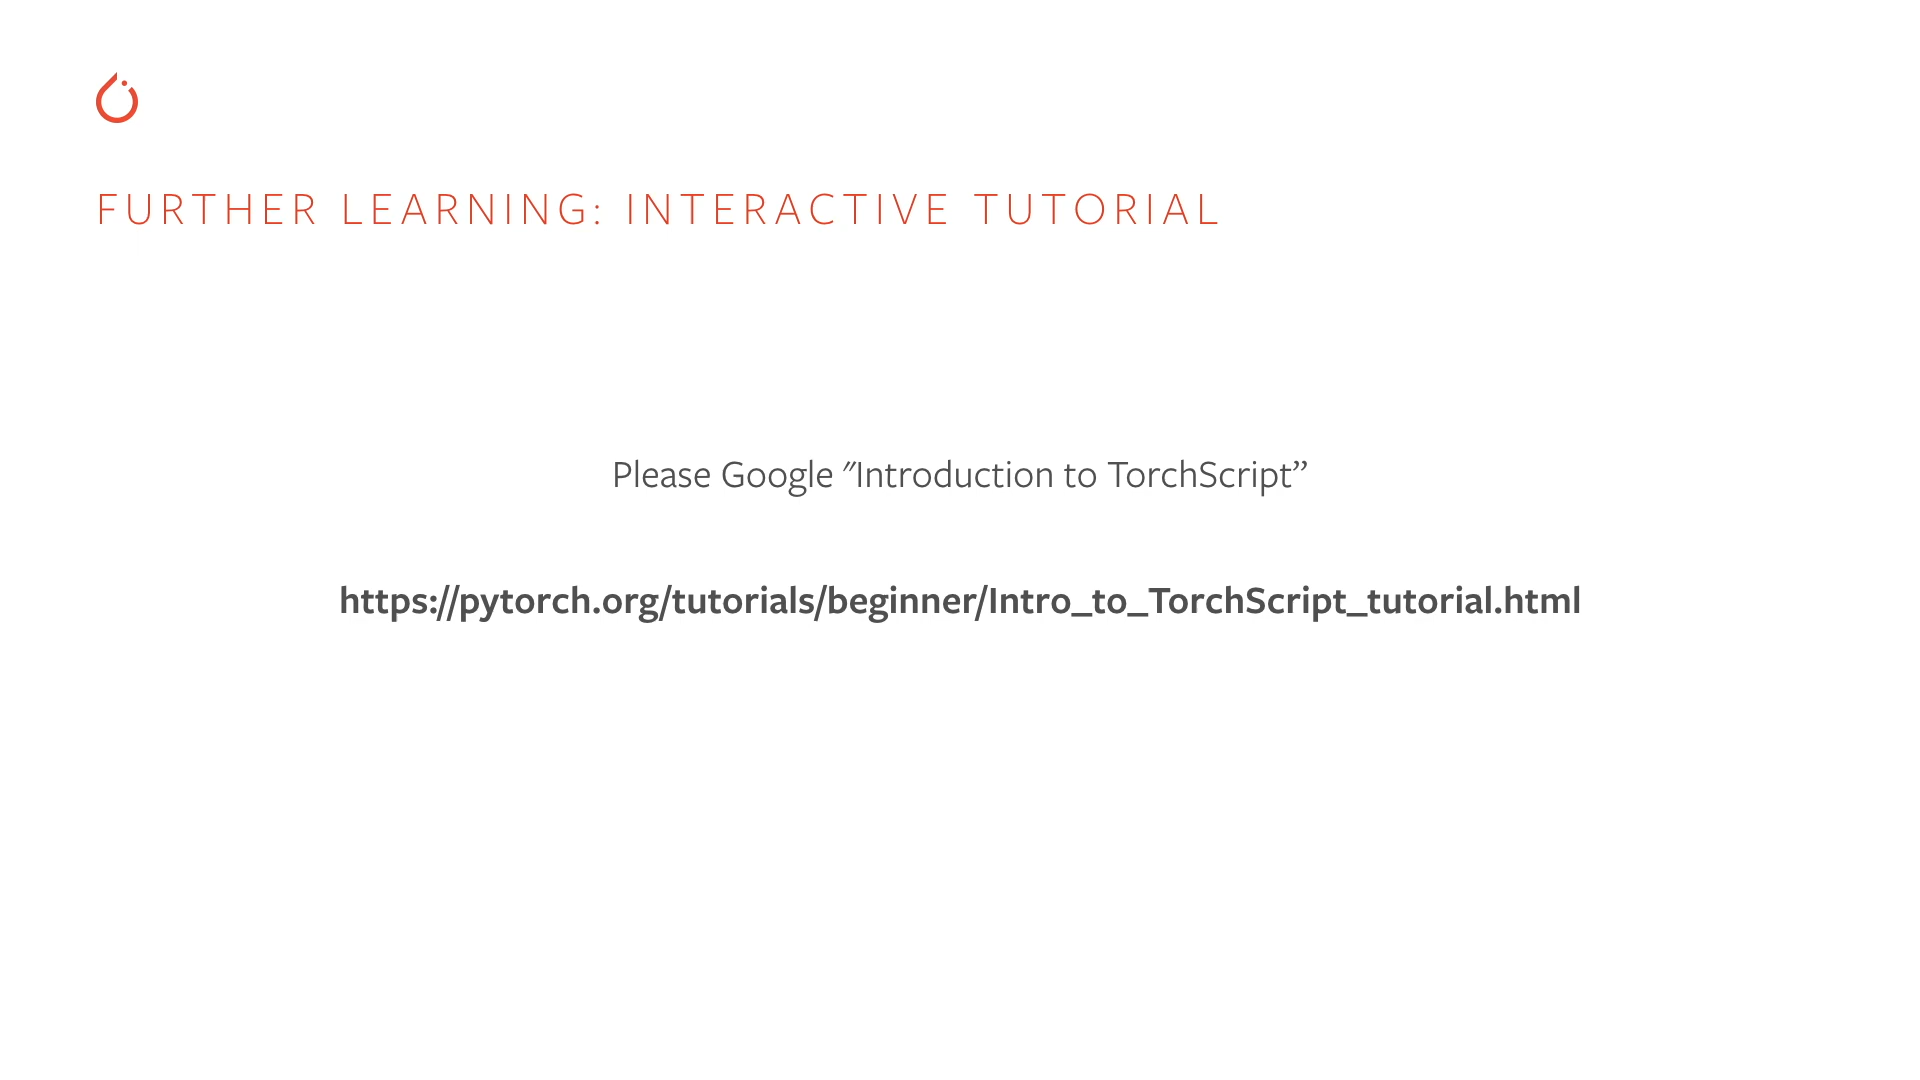 FURTHER LEARNING: INTERACTIVE TUTORIAL
Please Google "Introduction to TorchScript”
https://pytorch.org/tutorials/beginner/Intro_to_TorchScript_tutorial.html